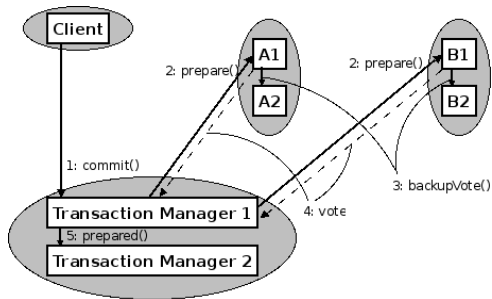 Client
A1
B1
2: prepare()
2: prepare()
A2
B2
1: commit()
3: backupVote()
4: vote
Transaction Manager 1
5: prepared()
Transaction Manager 2